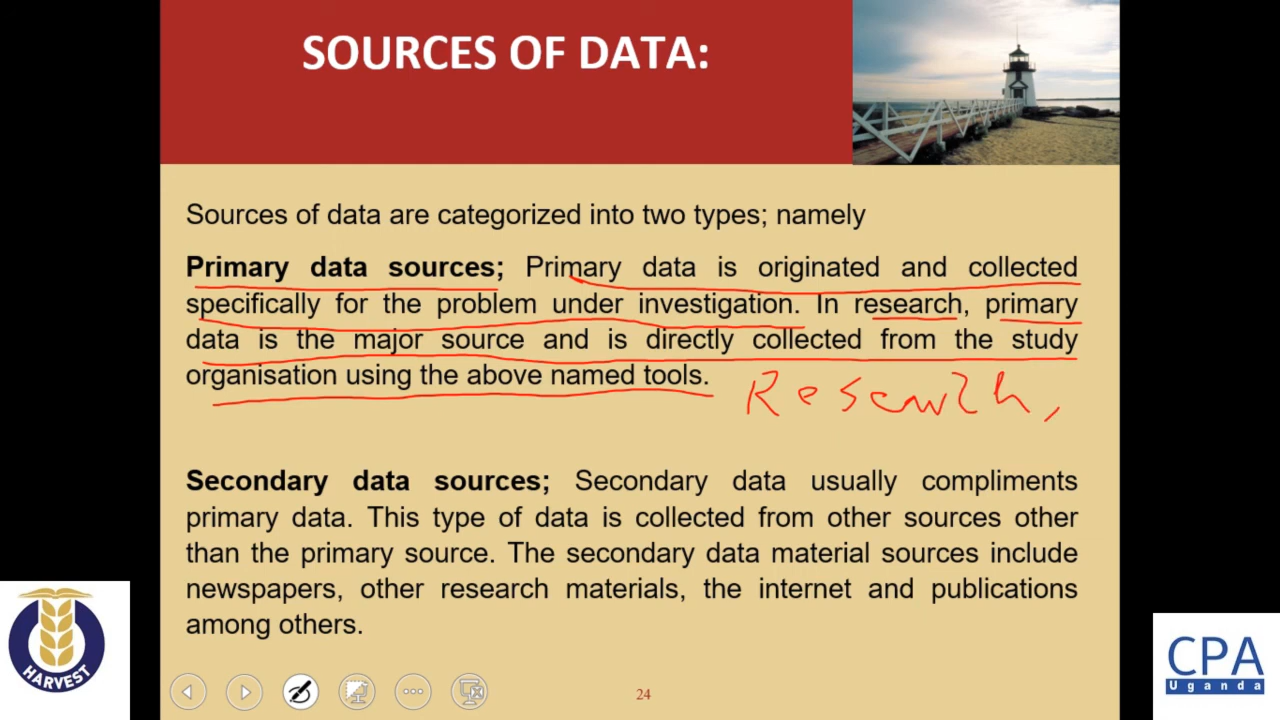 SOURCES OF DATA:
Sources of data are categorized into two types; namely
Primary data sources; Primary data is originated and collected
specifically for the problem under investigation. In research, primary
data is the major source and is directly collected from the study
organisation using the above named tools.
Research,
Secondary data sources; Secondary data usually compliments
primary data. This type of data is collected from other sources other
than the primary source. The secondary data material sources include
newspapers, other research materials, the internet and publications
among others.
HARVEST
24
CPA
Uganda